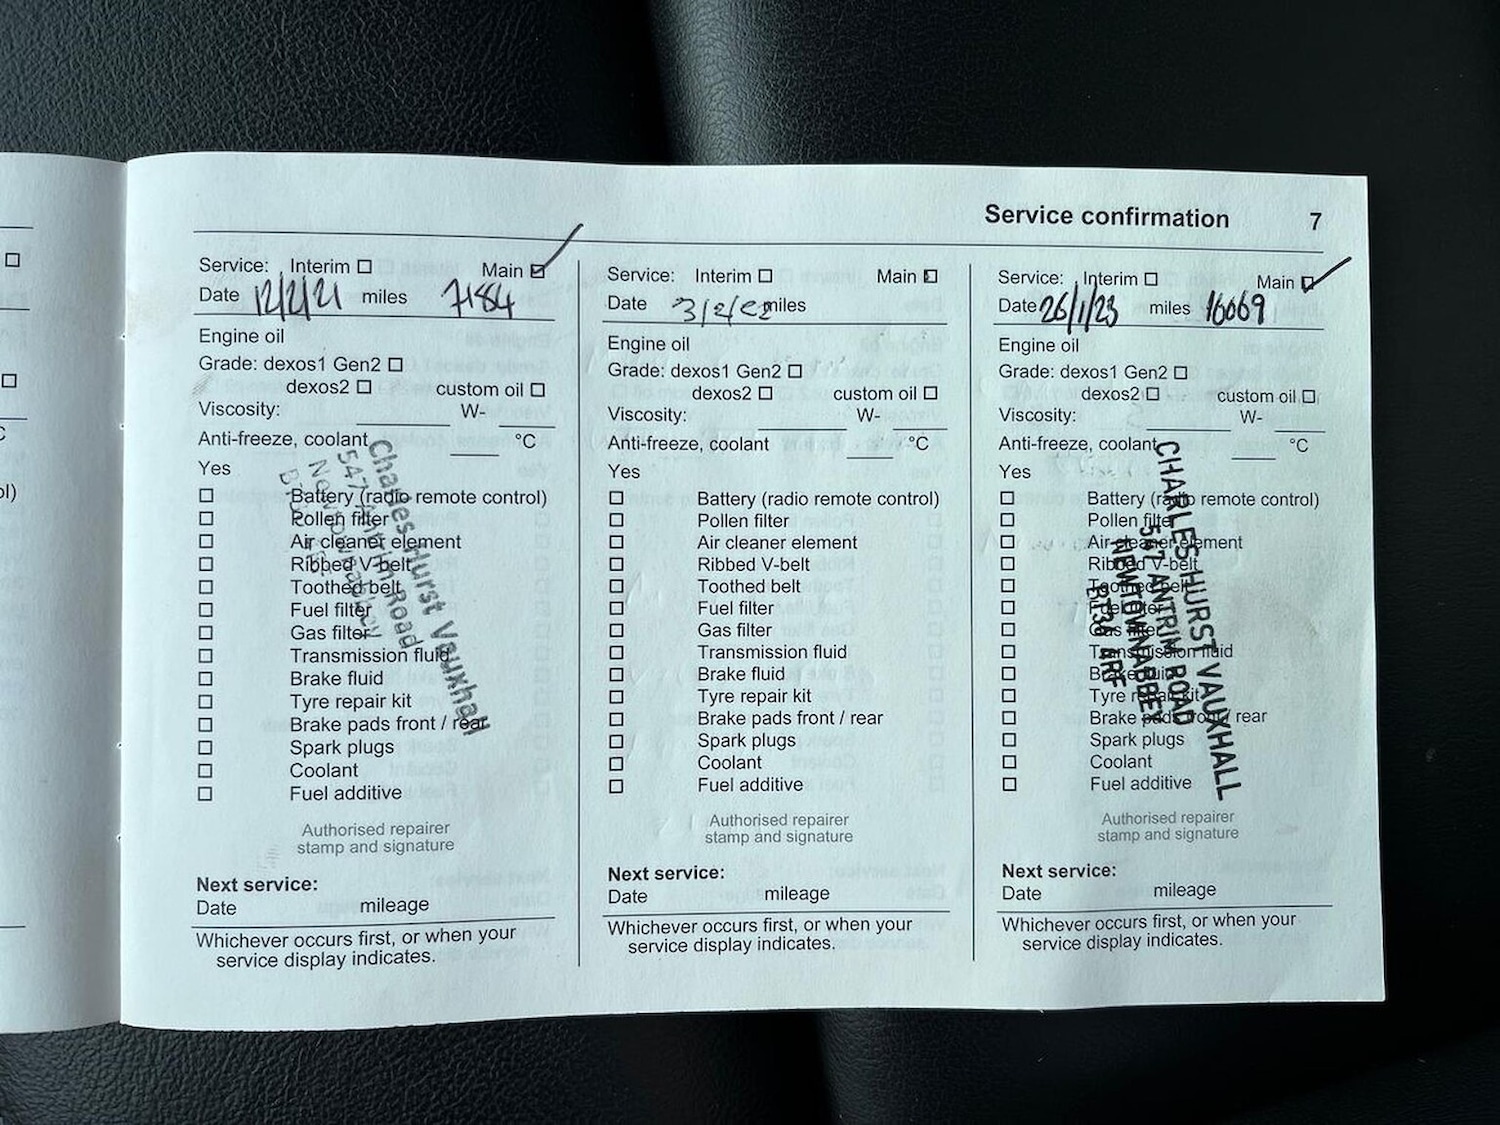 Service confirmation 7
Service: Interim ☐ Main ☑
Date 12/2/21 miles 7184
Engine oil
Grade: dexos1 Gen2 ☐
dexos2 ☐ custom oil ☐
Viscosity: W-
Anti-freeze, coolant °C
Yes
☐ Battery (radio remote control)
☐ Pollen filter
☐ Air cleaner element
☐ Ribbed V-belt
☐ Toothed belt
☐ Fuel filter
☐ Gas filter
☐ Transmission fluid
☐ Brake fluid
☐ Tyre repair kit
☐ Brake pads front / rear
☐ Spark plugs
☐ Coolant
☐ Fuel additive
Charles Hurst Vauxhall
547 Antrim Road
Newtownabbey
Authorised repairer
stamp and signature
Next service:
Date mileage
Whichever occurs first, or when your
service display indicates.
Service: Interim ☐ Main ☑
Date 3/2/22 miles
Engine oil
Grade: dexos1 Gen2 ☐
dexos2 ☐ custom oil ☐
Viscosity: W-
Anti-freeze, coolant °C
Yes
☐ Battery (radio remote control)
☐ Pollen filter
☐ Air cleaner element
☐ Ribbed V-belt
☐ Toothed belt
☐ Fuel filter
☐ Gas filter
☐ Transmission fluid
☐ Brake fluid
☐ Tyre repair kit
☐ Brake pads front / rear
☐ Spark plugs
☐ Coolant
☐ Fuel additive
Authorised repairer
stamp and signature
Next service:
Date mileage
Whichever occurs first, or when your
service display indicates.
Service: Interim ☐ Main ☑
Date 26/1/23 miles 16069
Engine oil
Grade: dexos1 Gen2 ☐
dexos2 ☐ custom oil ☐
Viscosity: W-
Anti-freeze, coolant °C
Yes
☐ Battery (radio remote control)
☐ Pollen filter
☐ Air cleaner element
☐ Ribbed V-belt
☐ Toothed belt
☐ Fuel filter
☐ Gas filter
☐ Transmission fluid
☐ Brake fluid
☐ Tyre repair kit
☐ Brake pads front / rear
☐ Spark plugs
☐ Coolant
☐ Fuel additive
CHARLES HURST VAUXHALL
547 ANTRIM ROAD
NEWTOWNABBEY
BT36 4RF
Authorised repairer
stamp and signature
Next service:
Date mileage
Whichever occurs first, or when your
service display indicates.